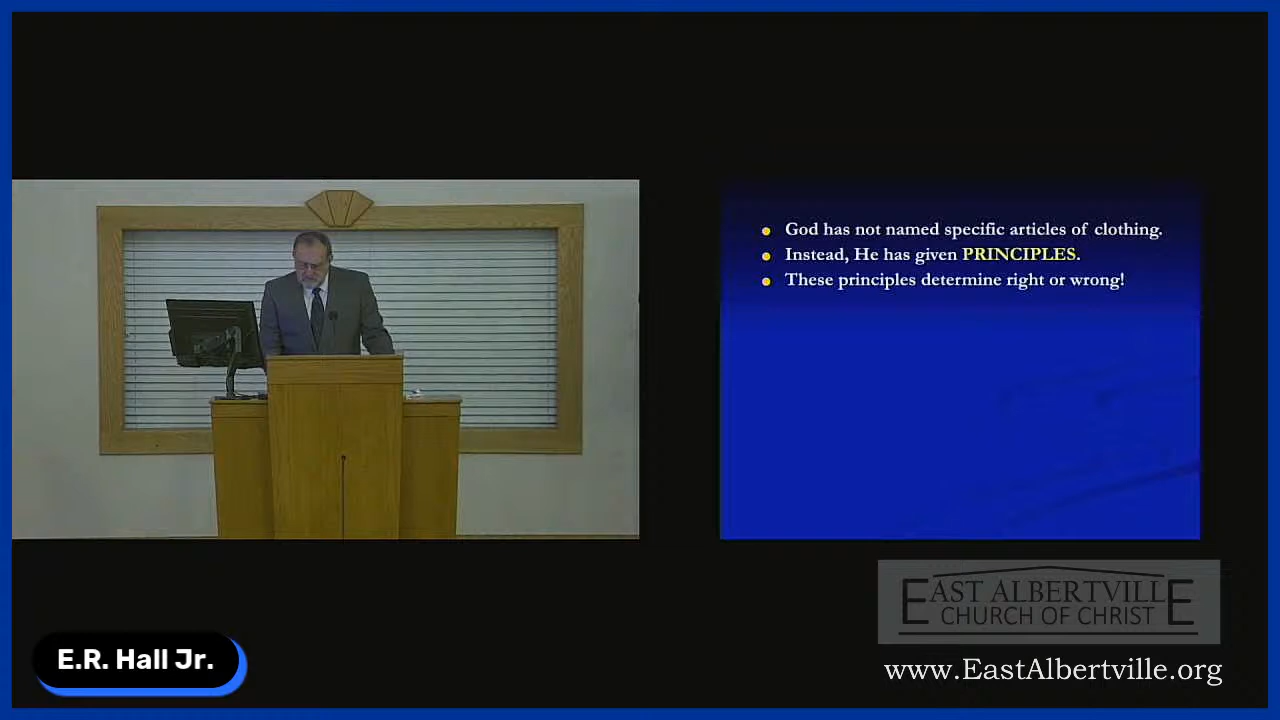 God has not named specific articles of clothing.
Instead, He has given PRINCIPLES.
These principles determine right or wrong!
EAST ALBERTVILLE
CHURCH OF CHRIST
E.R. Hall Jr.
www.EastAlbertville.org